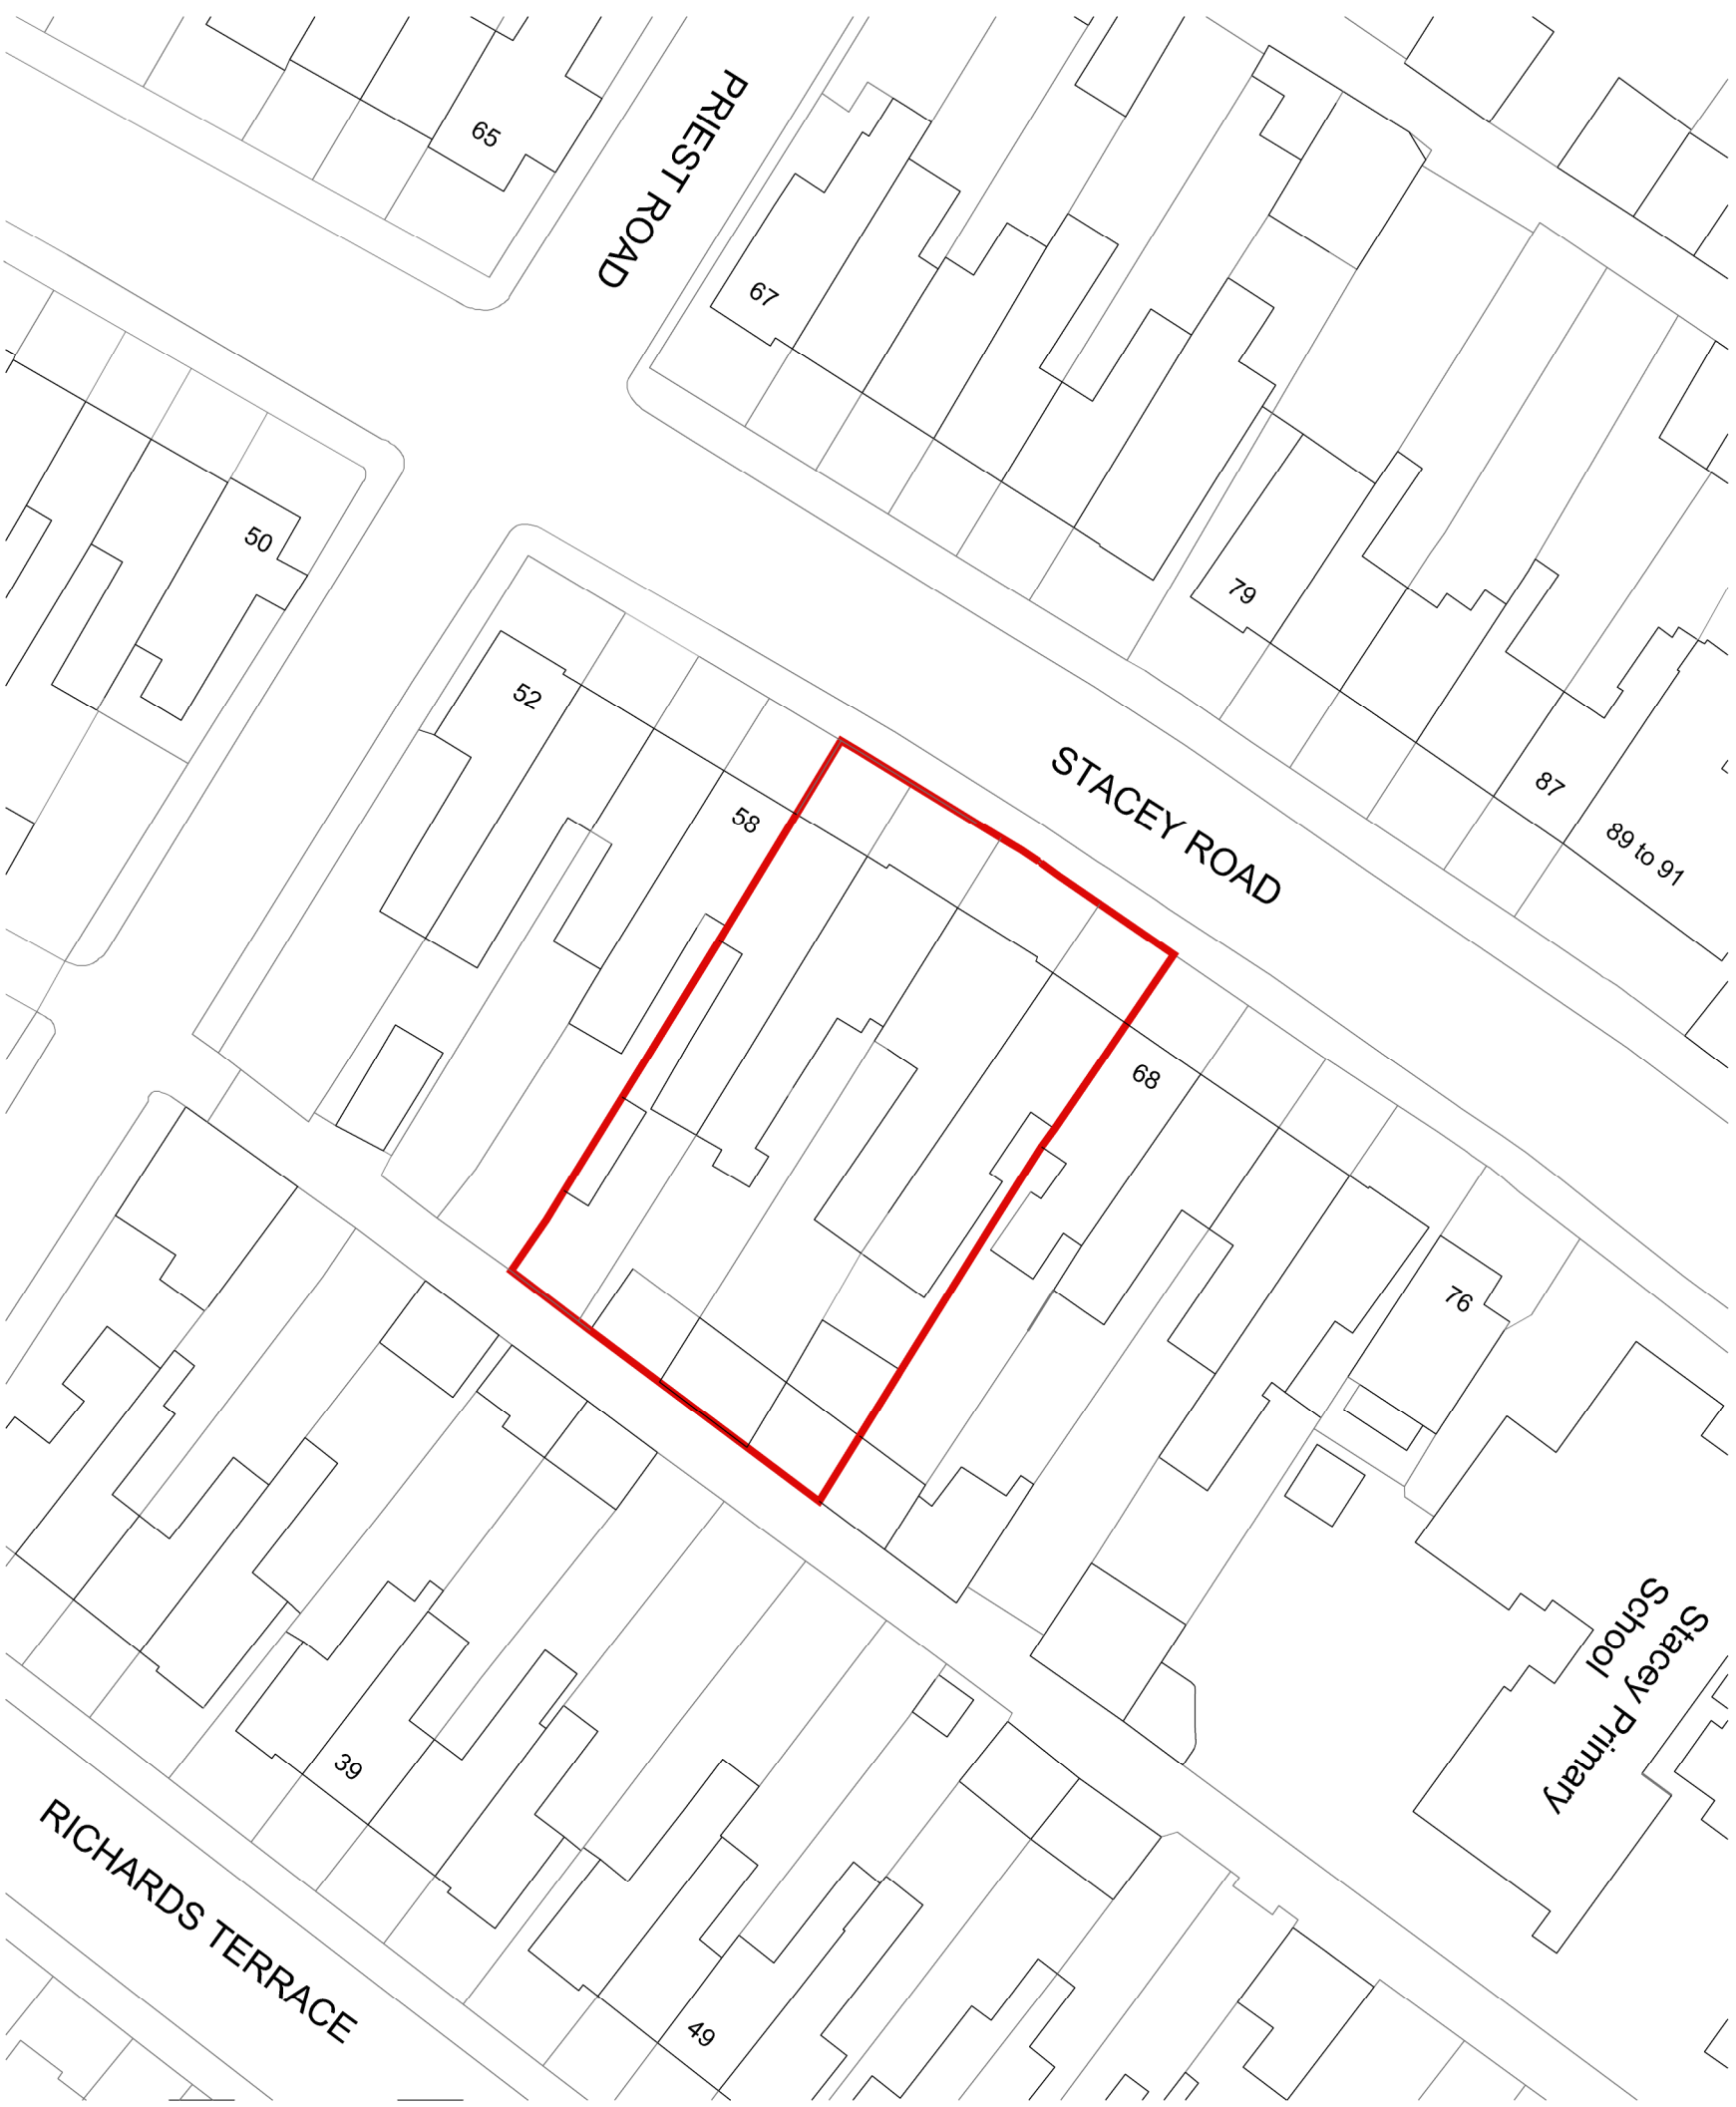 65
PRIEST ROAD
67
50
79
52
STACEY ROAD
87
58
89 to 91
68
76
Stacey Primary
School
39
RICHARDS TERRACE
49